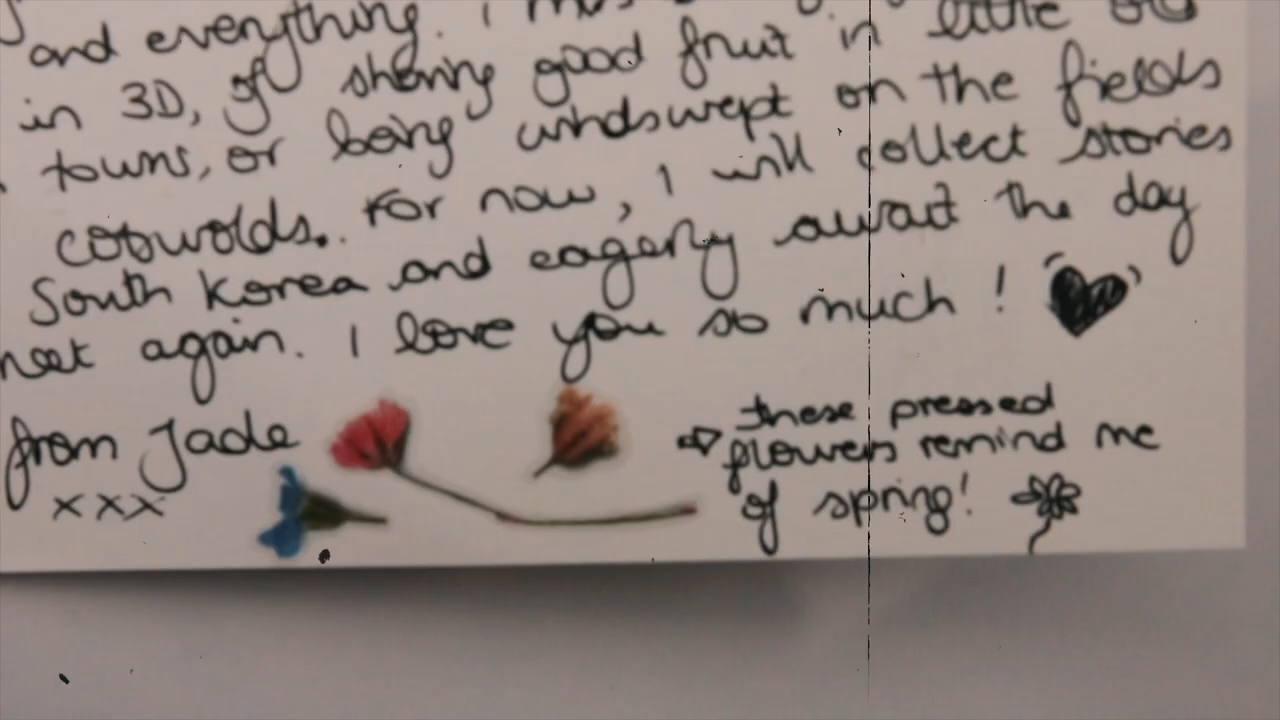 and everything. I miss
in 3D, of sharing good fruit in little old
towns, or being windswept on the fields
cotswolds. For now, I will collect stories
South Korea and eagerly await the day
meet again. I love you so much!
from Jade
xxx
these pressed
flowers remind me
of spring!